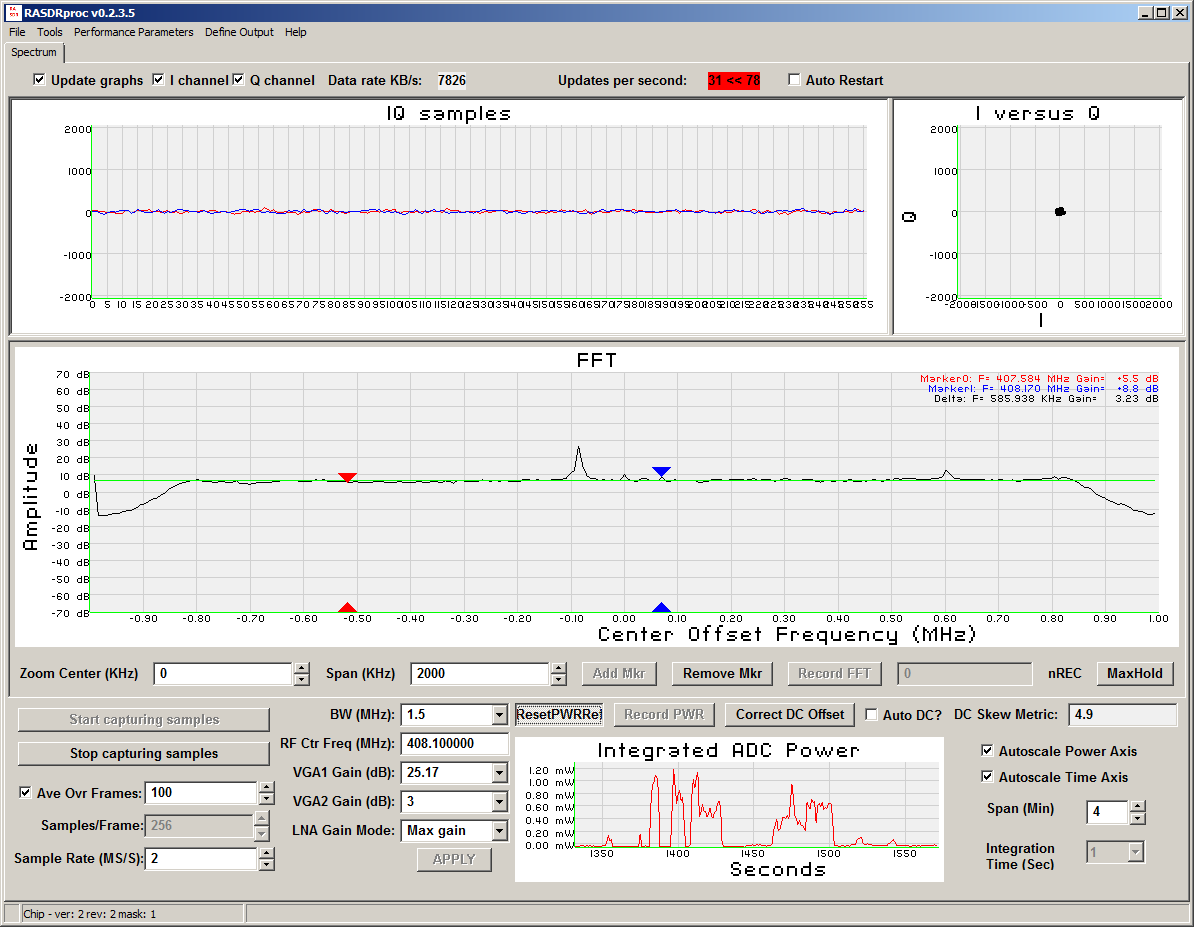 RASDRproc v0.2.3.5
File Tools Performance Parameters Define Output Help
Spectrum
Update graphs I channel Q channel Data rate KB/s: 7826 Updates per second: 31 << 78 Auto Restart
IQ samples
2000
1000
0
-1000
-2000
0 5 10 15 20 25 30 35 40 45 50 55 60 65 70 75 80 85 90 95 100 105 110 115 120 125 130 135 140 145 150 155 160 165 170 175 180 185 190 195 200 205 210 215 220 225 230 235 240 245 250 255
I versus Q
2000
1000
0
-1000
-2000
Q
-2000 -1500 -1000 -500 0 500 1000 1500 2000
I
FFT
Marker0: F= 407.584 MHz Gain= +5.5 dB
Marker1: F= 408.170 MHz Gain= +8.8 dB
Delta: F= 585.938 KHz Gain= 3.23 dB
70 dB
60 dB
50 dB
40 dB
30 dB
20 dB
10 dB
0 dB
-10 dB
-20 dB
-30 dB
-40 dB
-50 dB
-60 dB
-70 dB
Amplitude
-0.90 -0.80 -0.70 -0.60 -0.50 -0.40 -0.30 -0.20 -0.10 0.00 0.10 0.20 0.30 0.40 0.50 0.60 0.70 0.80 0.90 1.00
Center Offset Frequency (MHz)
Zoom Center (KHz) 0 Span (KHz) 2000 Add Mkr Remove Mkr Record FFT 0 nREC MaxHold
Start capturing samples
Stop capturing samples
Ave Ovr Frames: 100
Samples/Frame: 256
Sample Rate (MS/S): 2
BW (MHz): 1.5
RF Ctr Freq (MHz): 408.100000
VGA1 Gain (dB): 25.17
VGA2 Gain (dB): 3
LNA Gain Mode: Max gain
APPLY
ResetPWRRe Record PWR Correct DC Offset Auto DC? DC Skew Metric: 4.9
Integrated ADC Power
1.20 mW
1.00 mW
0.80 mW
0.60 mW
0.40 mW
0.20 mW
0.00 mW
1350 1400 1450 1500 1550
Seconds
Autoscale Power Axis
Autoscale Time Axis
Span (Min) 4
Integration
Time (Sec) 1
Chip - ver: 2 rev: 2 mask: 1